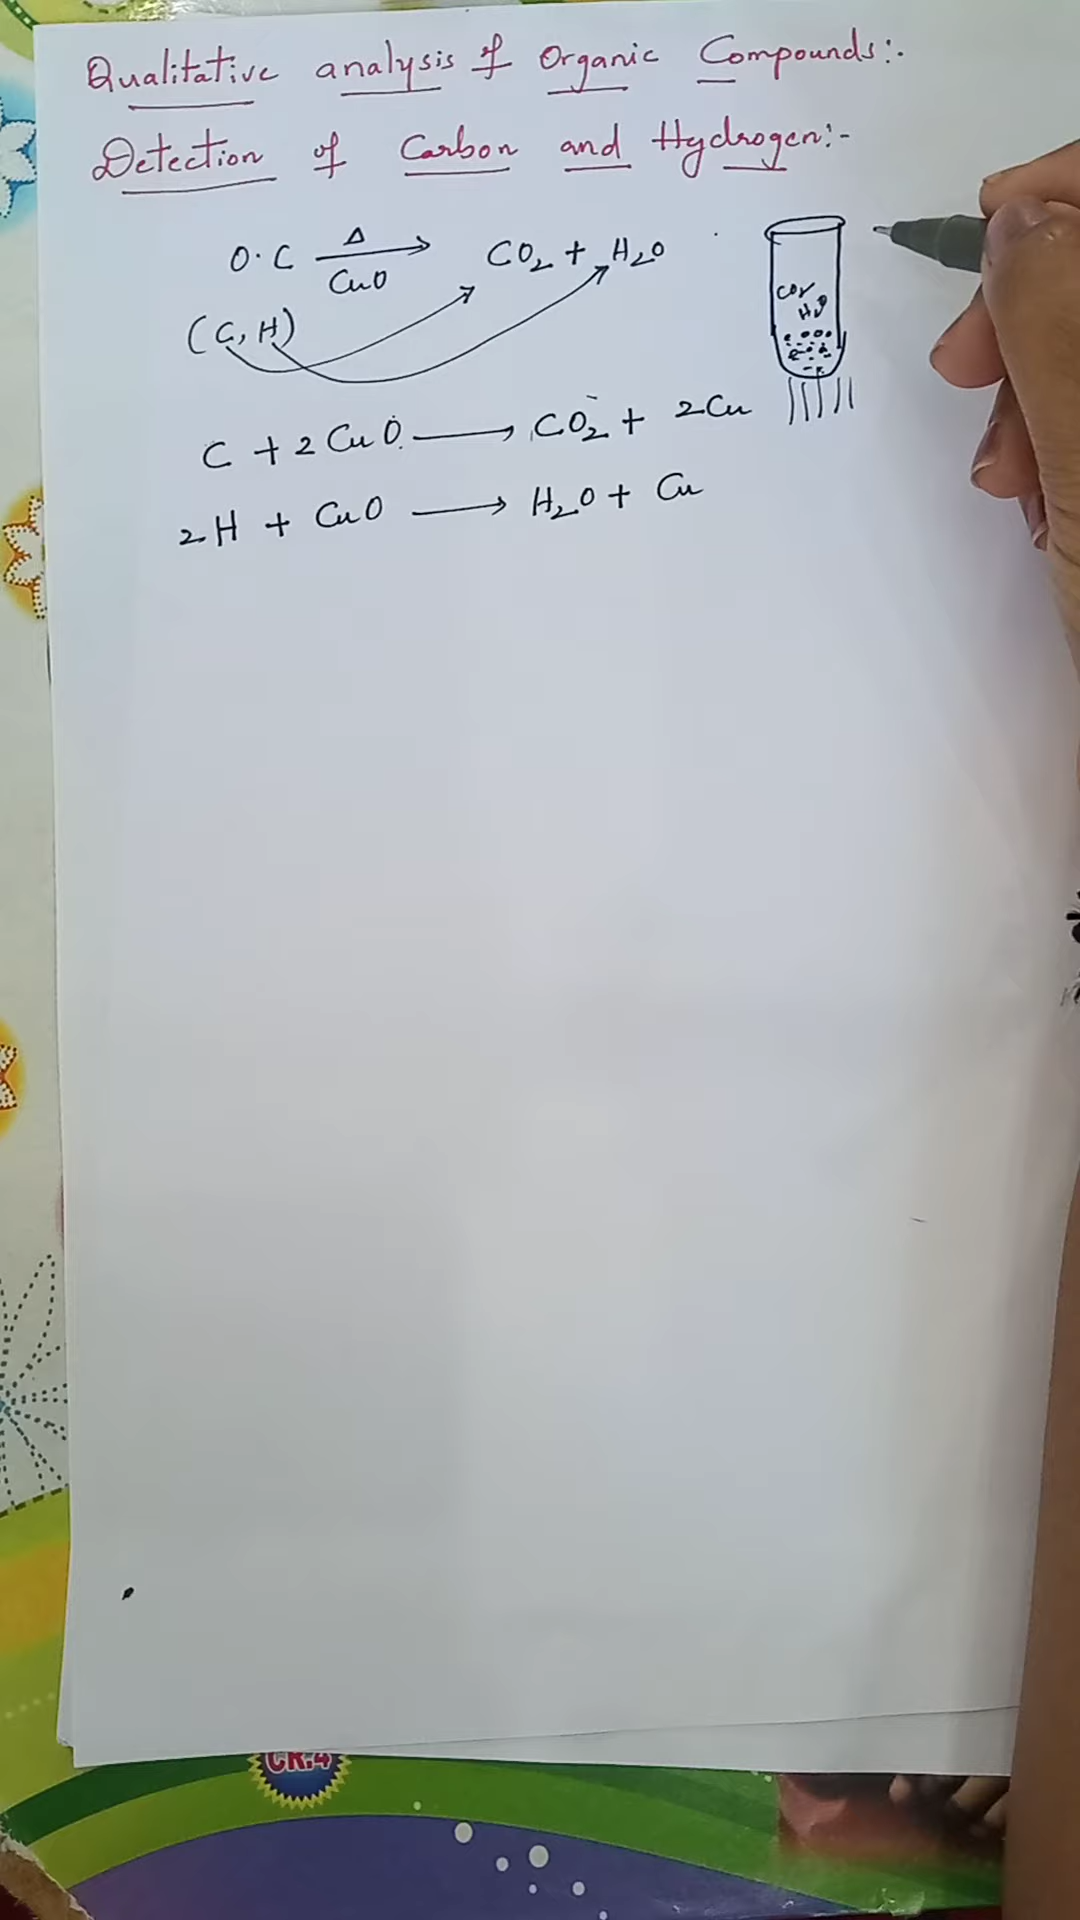 Qualitative analysis of Organic Compounds:-
Detection of Carbon and Hydrogen:-
O.C —Δ/CuO→ CO₂ + H₂O
(C, H)
CO₂
H₂O
C + 2CuO → CO₂ + 2Cu
2H + CuO → H₂O + Cu
CR.4